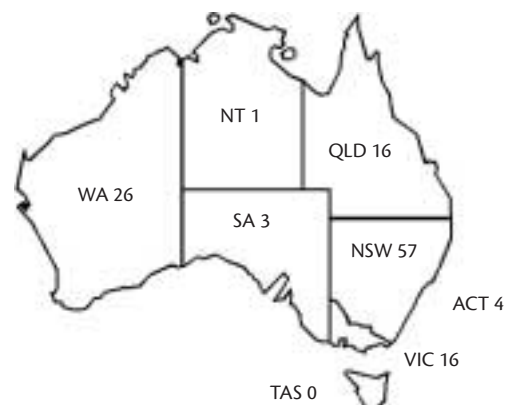 NT 1
QLD 16
WA 26
SA 3
NSW 57
ACT 4
VIC 16
TAS 0